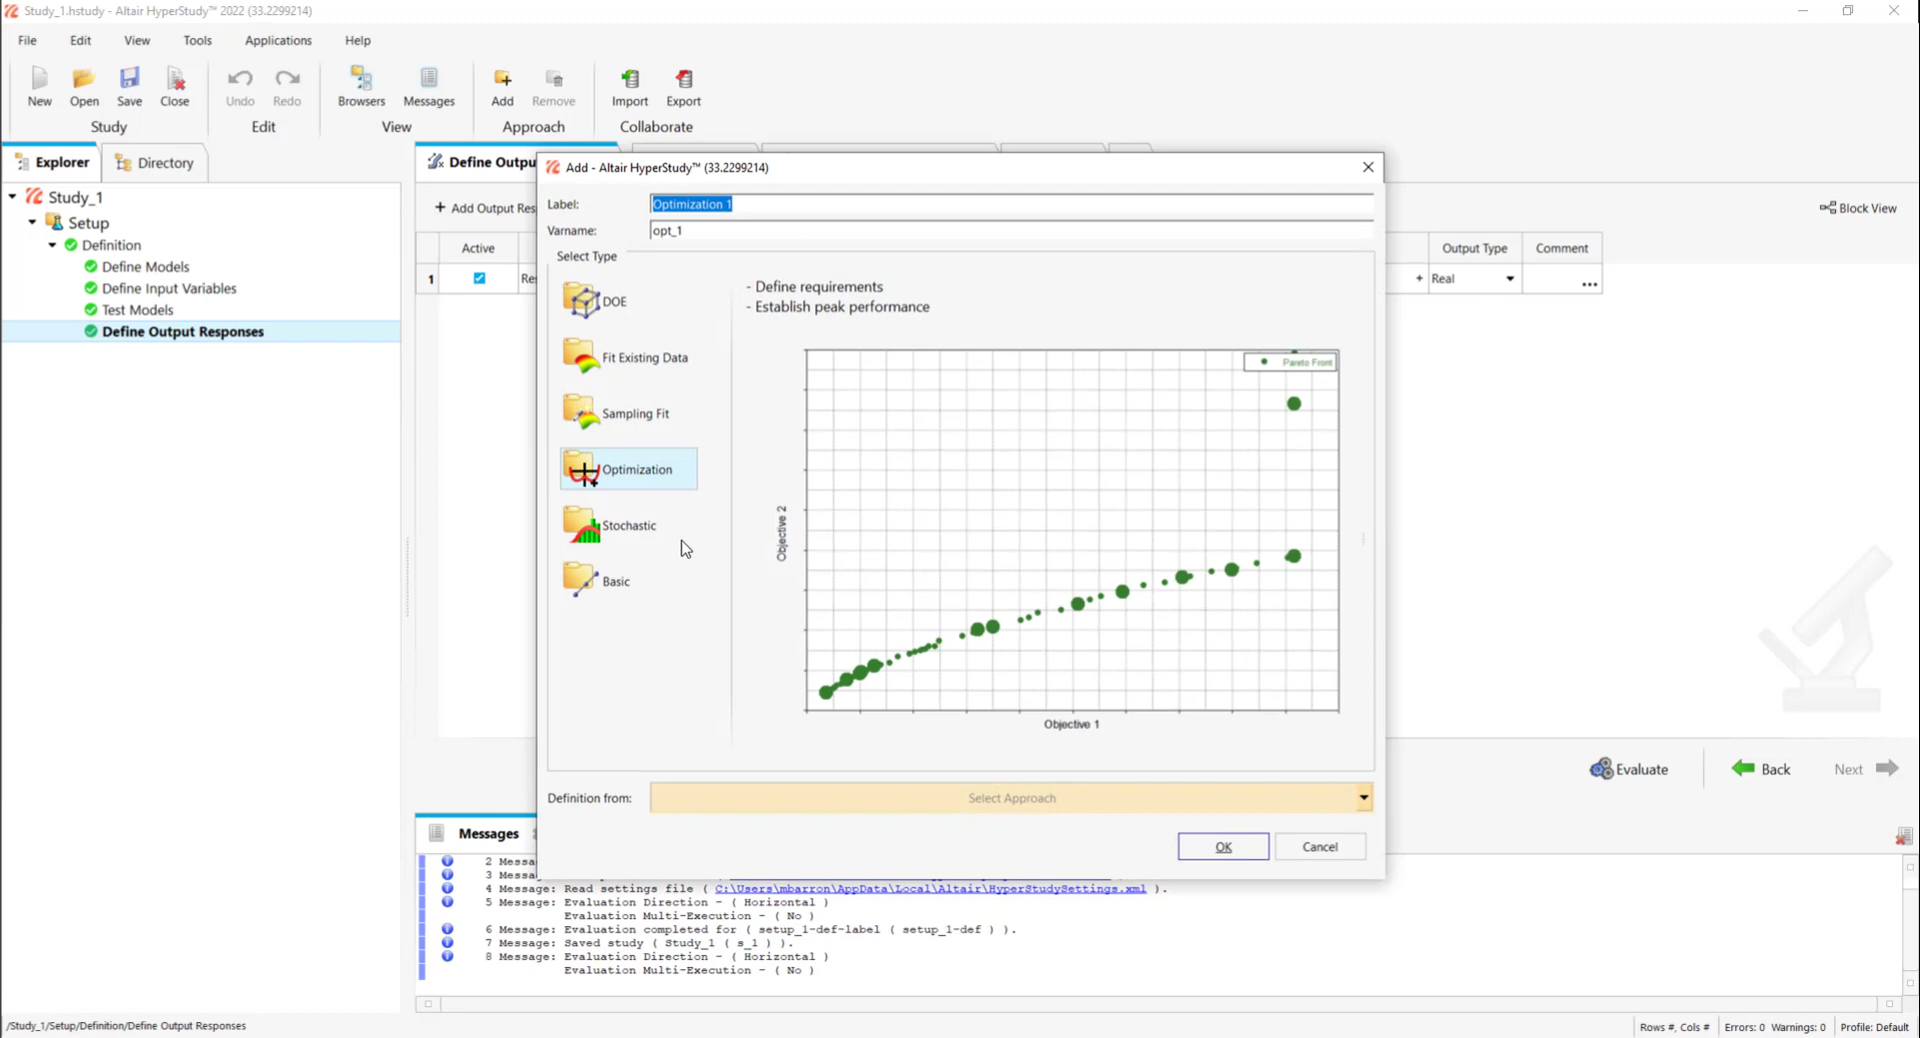 Study_1.hstudy - Altair HyperStudy™ 2022 (33.2299214)
File Edit View Tools Applications Help
New Open Save Close Undo Redo Browsers Messages Add Remove Import Export
Study Edit View Approach Collaborate
Explorer Directory
Define Outpu
Add - Altair HyperStudy™ (33.2299214)
Study_1
Setup
Definition
Define Models
Define Input Variables
Test Models
Define Output Responses
+ Add Output Res
Block View
Active
Output Type Comment
1 Res + Real ...
Label: Optimization 1
Varname: opt_1
Select Type
DOE
Fit Existing Data
Sampling Fit
Optimization
Stochastic
Basic
- Define requirements
- Establish peak performance
Pareto Front
Objective 2
Objective 1
Definition from: Select Approach
OK Cancel
Evaluate Back Next
Messages
2 Messa
3 Messa
4 Message: Read settings file ( C:\Users\mbarron\AppData\Local\Altair\HyperStudySettings.xml ).
5 Message: Evaluation Direction - ( Horizontal )
Evaluation Multi-Execution - ( No )
6 Message: Evaluation completed for ( setup_1-def-label ( setup_1-def ) ).
7 Message: Saved study ( Study_1 ( s_1 ) ).
8 Message: Evaluation Direction - ( Horizontal )
Evaluation Multi-Execution - ( No )
/Study_1/Setup/Definition/Define Output Responses
Rows #, Cols # Errors: 0 Warnings: 0 Profile: Default